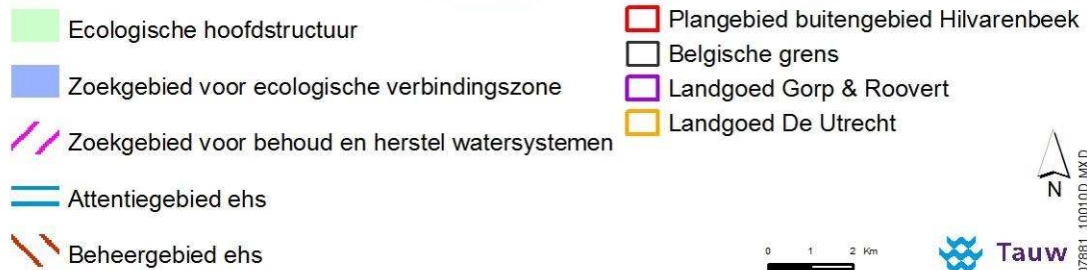 Ecologische hoofdstructuur
Zoekgebied voor ecologische verbindingszone
Zoekgebied voor behoud en herstel watersystemen
Attentiegebied ehs
Beheergebied ehs
Plangebied buitengebied Hilvarenbeek
Belgische grens
Landgoed Gorp & Roovert
Landgoed De Utrecht
N
0 1 2 Km
Tauw